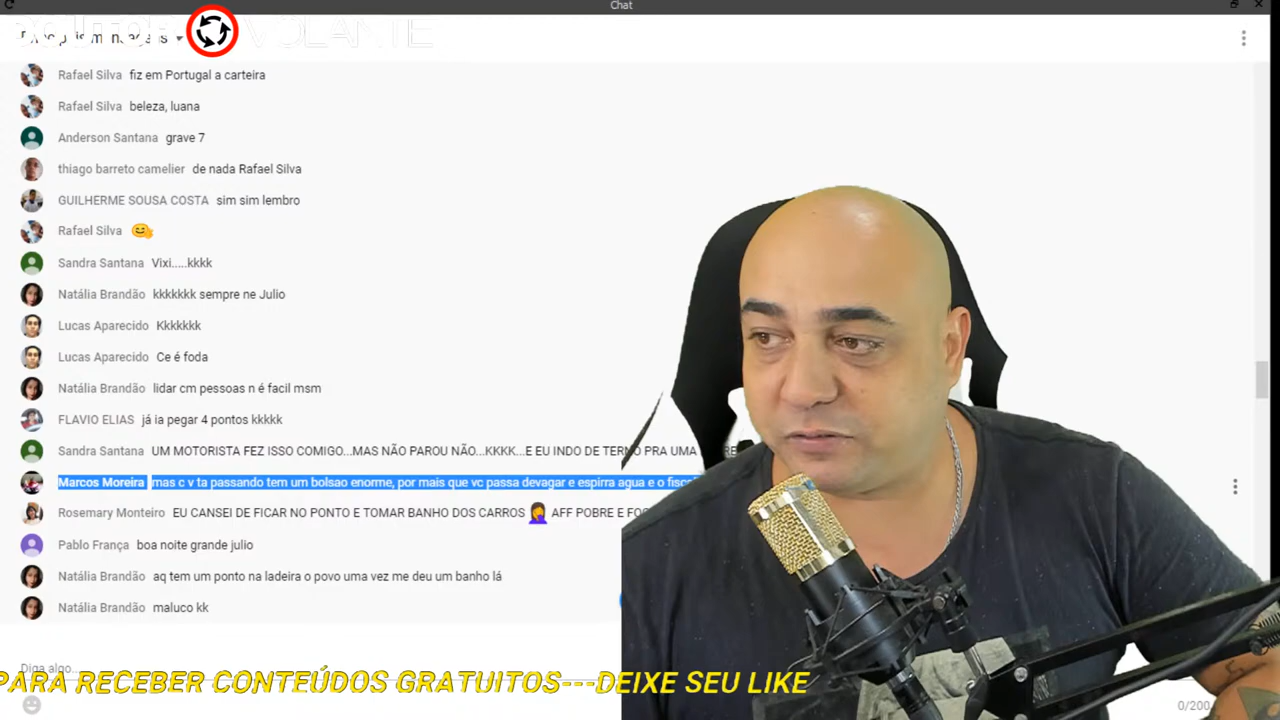 Chat
DOUTOR VOLANTE
Principais mensagens
Rafael Silva fiz em Portugal a carteira
Rafael Silva beleza, luana
Anderson Santana grave 7
thiago barreto camelier de nada Rafael Silva
GUILHERME SOUSA COSTA sim sim lembro
Rafael Silva
Sandra Santana Vixi.....kkkk
Natália Brandão kkkkkkk sempre ne Julio
Lucas Aparecido Kkkkkkk
Lucas Aparecido Ce é foda
Natália Brandão lidar cm pessoas n é facil msm
FLAVIO ELIAS já ia pegar 4 pontos kkkkk
Sandra Santana UM MOTORISTA FEZ ISSO COMIGO...MAS NÃO PAROU NÃO...KKKK...E EU INDO DE TERNO PRA UMA
Marcos Moreira mas c v ta passando tem um bolsao enorme, por mais que vc passa devagar e espirra agua e o
Rosemary Monteiro EU CANSEI DE FICAR NO PONTO E TOMAR BANHO DOS CARROS 🤦 AFF POBRE E
Pablo França boa noite grande julio
Natália Brandão aq tem um ponto na ladeira o povo uma vez me deu um banho lá
Natália Brandão maluco kk
Diga algo...
PARA RECEBER CONTEÚDOS GRATUITOS---DEIXE SEU LIKE
0/200